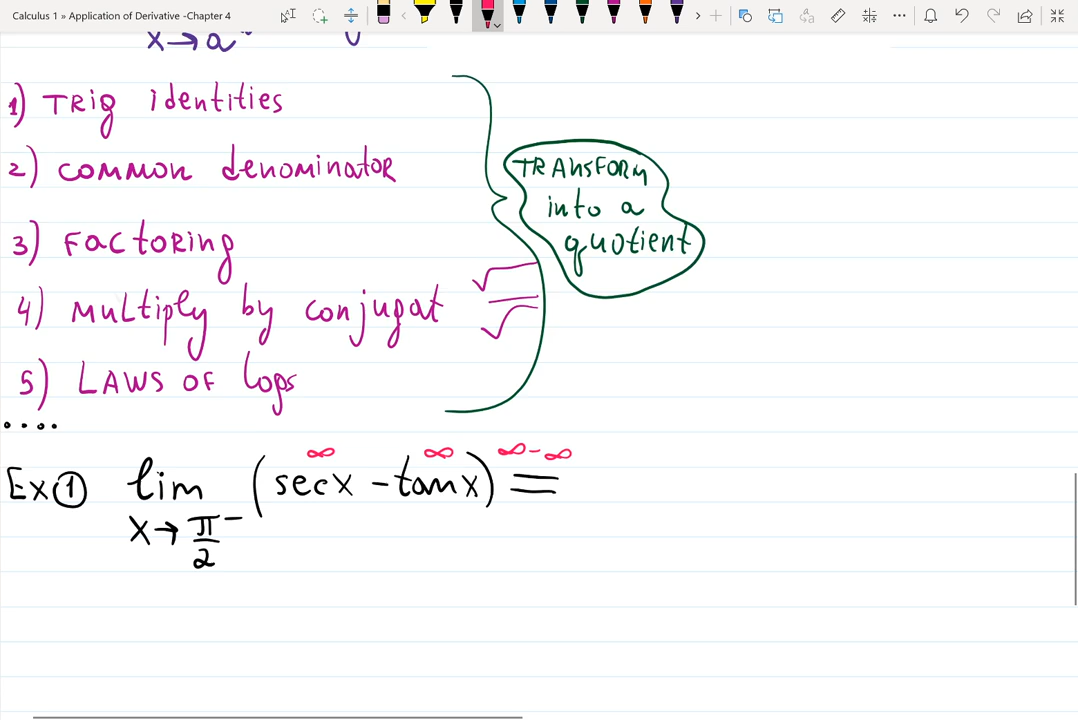 Calculus 1 » Application of Derivative -Chapter 4
x→a
1) TRig identities
2) common denominator
3) Factoring
4) Multiply by conjugat
5) LAWS OF Logs
....
TRANSFORM
into a
quotient
√‾ = √‾
∞ ∞ ∞-∞
Ex① lim (secx - tanx) =
x→π/2⁻